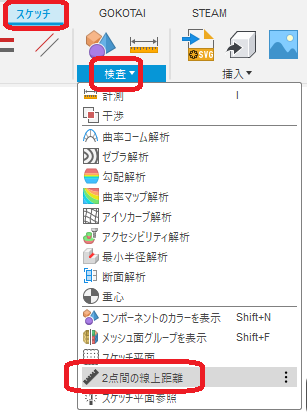 スケッチ GOKOTAI STEAM
SVG
検査▼ 挿入▼
計測 I
干渉
曲率コーム解析
ゼブラ解析
勾配解析
曲率マップ解析
アイソカーブ解析
アクセシビリティ解析
最小半径解析
断面解析
重心
コンポーネントのカラーを表示 Shift+N
メッシュ面グループを表示 Shift+F
スケッチ平面
2点間の線上距離
スケッチ平面参照